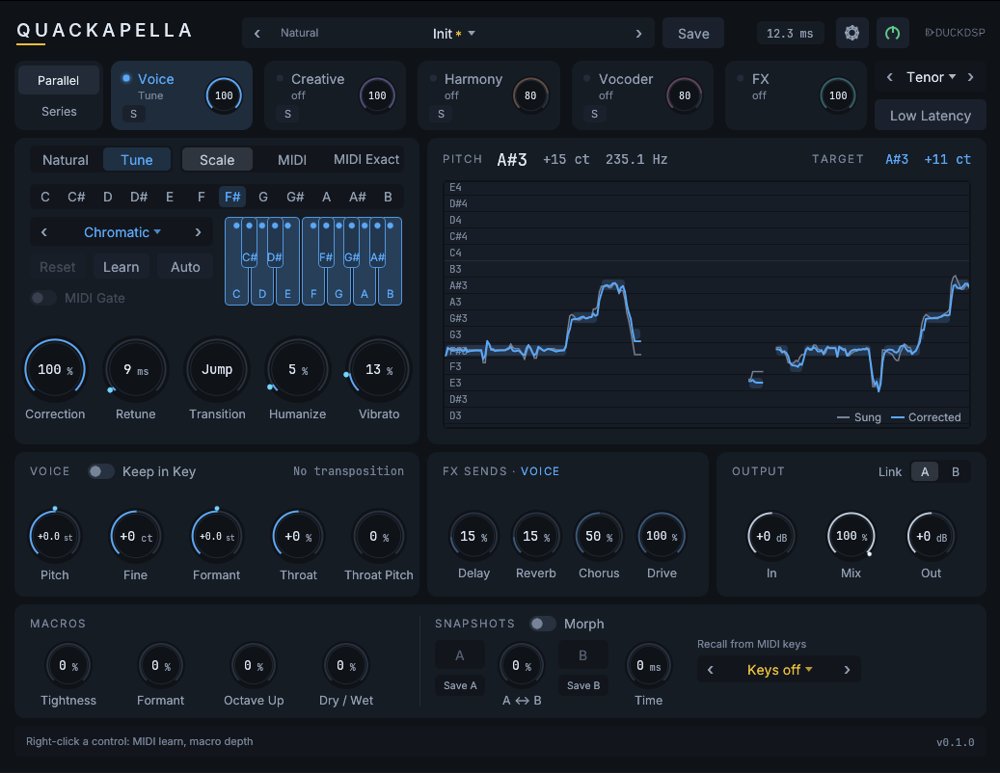 QUACKAPELLA
Natural
Init *
Save
12.3 ms
DUCKDSP
Parallel
Series
Voice
Tune
S
100
Creative
off
S
100
Harmony
off
S
80
Vocoder
off
S
80
FX
off
100
Tenor
Low Latency
Natural Tune Scale MIDI MIDI Exact
C C# D D# E F F# G G# A A# B
Chromatic
Reset Learn Auto
MIDI Gate
C# D# F# G# A#
C D E F G A B
100 % 9 ms Jump 5 % 13 %
Correction Retune Transition Humanize Vibrato
PITCH A#3 +15 ct 235.1 Hz TARGET A#3 +11 ct
E4
D#4
D4
C#4
C4
B3
A#3
A3
G#3
G3
F#3
F3
E3
D#3
D3
Sung Corrected
VOICE Keep in Key No transposition
+0.0 st +0 ct +0.0 st +0 % 0 %
Pitch Fine Formant Throat Throat Pitch
FX SENDS · VOICE
15 % 15 % 50 % 100 %
Delay Reverb Chorus Drive
OUTPUT Link A B
+0 dB 100 % +0 dB
In Mix Out
MACROS
0 % 0 % 0 % 0 %
Tightness Formant Octave Up Dry / Wet
SNAPSHOTS Morph
A 0 % B 0 ms
Save A Save B
A ↔ B Time
Recall from MIDI keys
Keys off
Right-click a control: MIDI learn, macro depth
v0.1.0